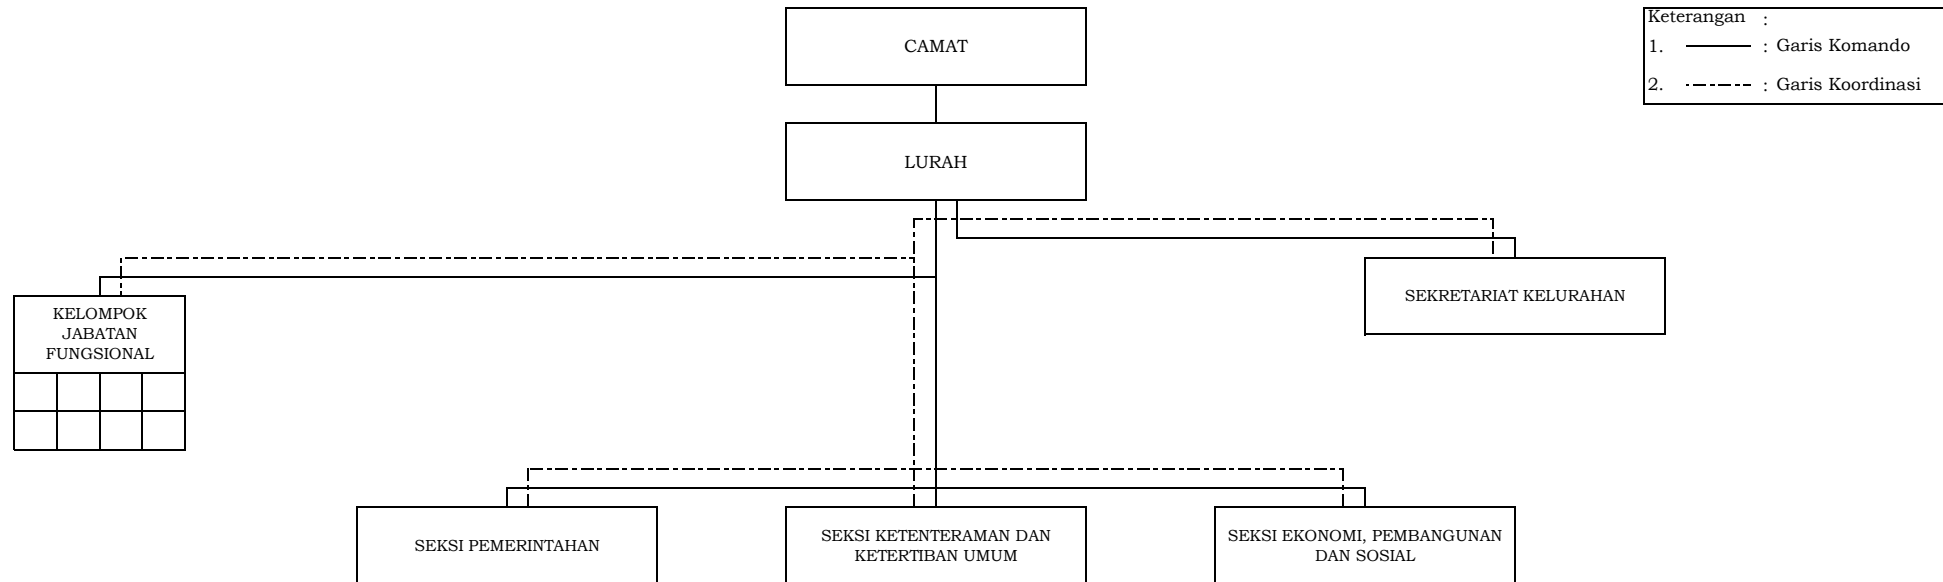 CAMAT
Keterangan :
1. : Garis Komando
2. : Garis Koordinasi
LURAH
KELOMPOK
JABATAN
FUNGSIONAL
SEKRETARIAT KELURAHAN
SEKSI PEMERINTAHAN
SEKSI KETENTERAMAN DAN
KETERTIBAN UMUM
SEKSI EKONOMI, PEMBANGUNAN
DAN SOSIAL